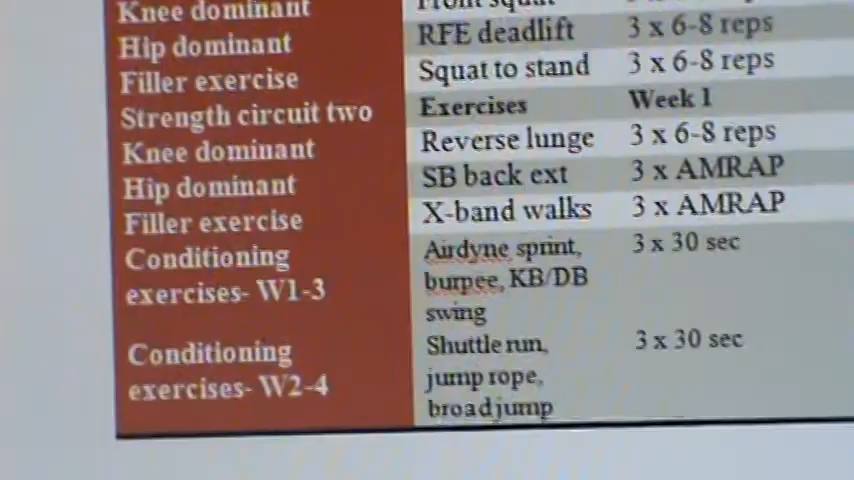 Knee dominant Front squat
Hip dominant RFE deadlift 3 x 6-8 reps
Filler exercise Squat to stand 3 x 6-8 reps
Strength circuit two Exercises Week 1
Knee dominant Reverse lunge 3 x 6-8 reps
Hip dominant SB back ext 3 x AMRAP
Filler exercise X-band walks 3 x AMRAP
Conditioning Airdyne sprint, 3 x 30 sec
exercises- W1-3 burpee, KB/DB
swing
Conditioning Shuttle run, 3 x 30 sec
exercises- W2-4 jump rope,
broad jump